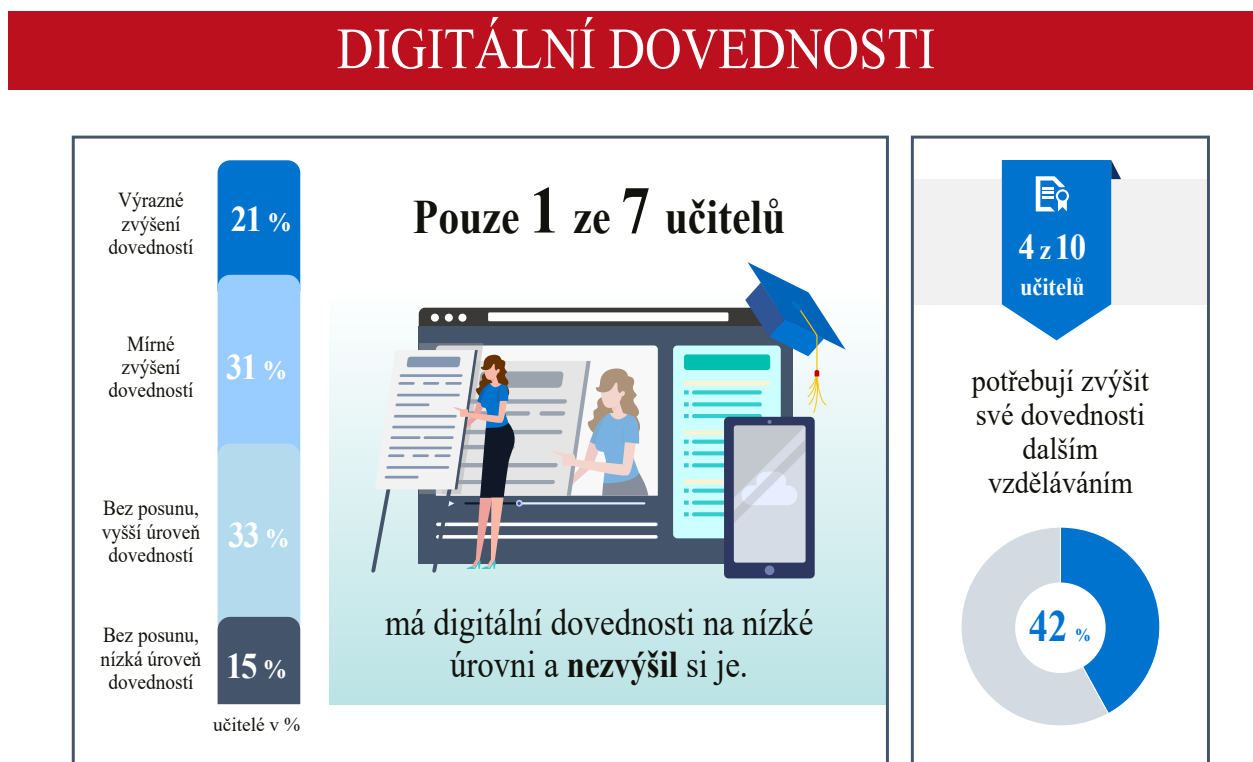 DIGITÁLNÍ DOVEDNOSTI
Výrazné
zvýšení
dovedností
21 %
Mírné
zvýšení
dovedností
31 %
Bez posunu,
vyšší úroveň
dovedností
33 %
Bez posunu,
nízká úroveň
dovedností
15 %
učitelé v %
Pouze 1 ze 7 učitelů
má digitální dovednosti na nízké
úrovni a nezvýšil si je.
4 z 10
učitelů
potřebují zvýšit
své dovednosti
dalším
vzděláváním
42 %